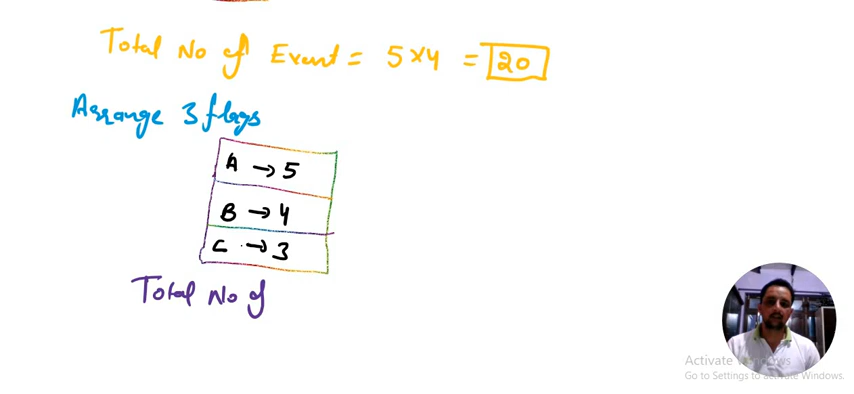 Total No of Event = 5 × 4 = 20
Arrange 3 flags
A → 5
B → 4
C → 3
Total No of
Activate Windows
Go to Settings to activate Windows.